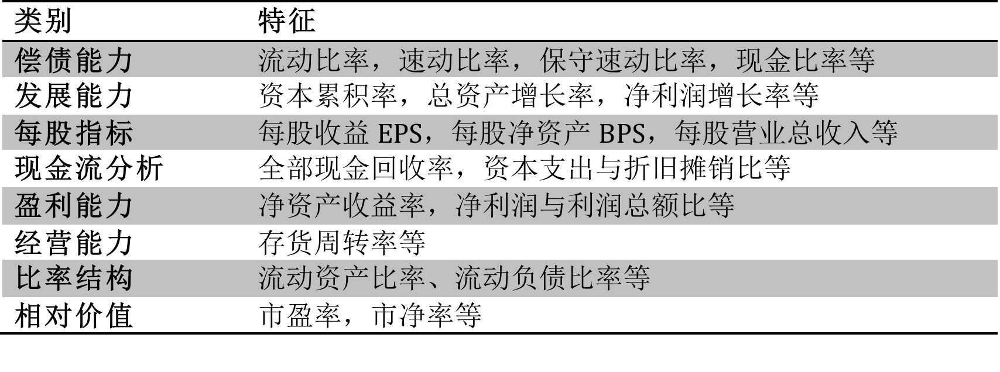 类别 特征
偿债能力 流动比率，速动比率，保守速动比率，现金比率等
发展能力 资本累积率，总资产增长率，净利润增长率等
每股指标 每股收益 EPS，每股净资产 BPS，每股营业总收入等
现金流分析 全部现金回收率，资本支出与折旧摊销比等
盈利能力 净资产收益率，净利润与利润总额比等
经营能力 存货周转率等
比率结构 流动资产比率、流动负债比率等
相对价值 市盈率，市净率等